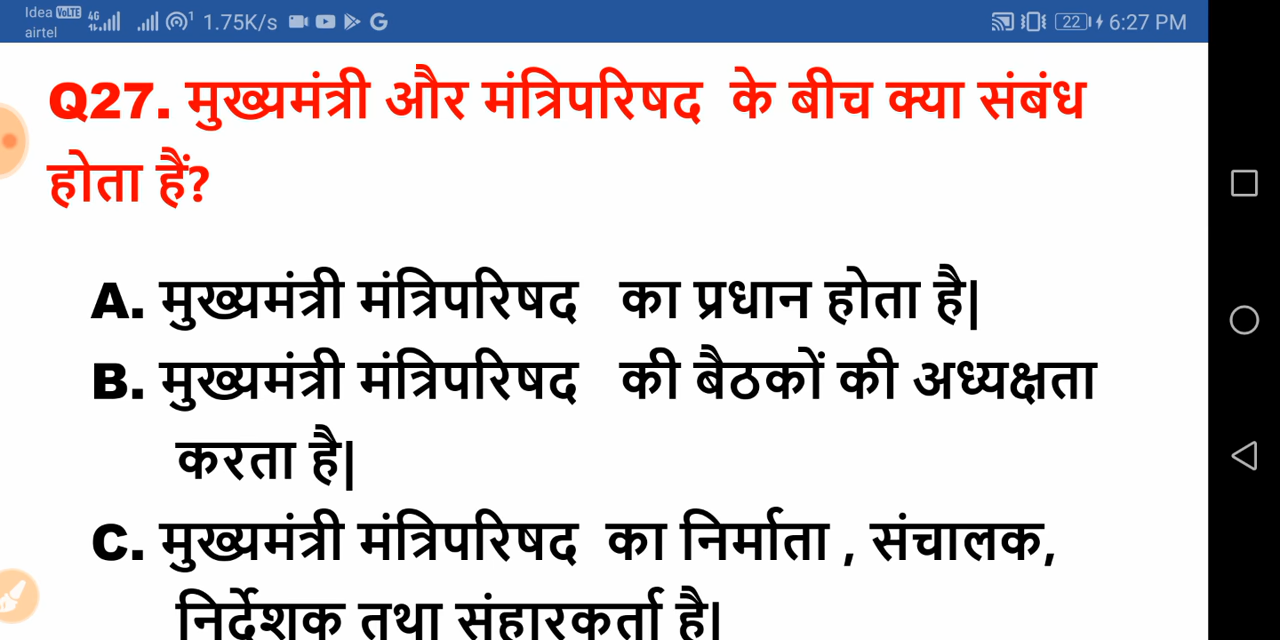 Idea VoLTE 4G 1 1.75K/s G 22 6:27 PM
airtel
Q27. मुख्यमंत्री और मंत्रिपरिषद के बीच क्या संबंध
होता हैं?
A. मुख्यमंत्री मंत्रिपरिषद का प्रधान होता है|
B. मुख्यमंत्री मंत्रिपरिषद की बैठकों की अध्यक्षता
करता है|
C. मुख्यमंत्री मंत्रिपरिषद का निर्माता , संचालक,
निर्देशक तथा संहारकर्ता है|